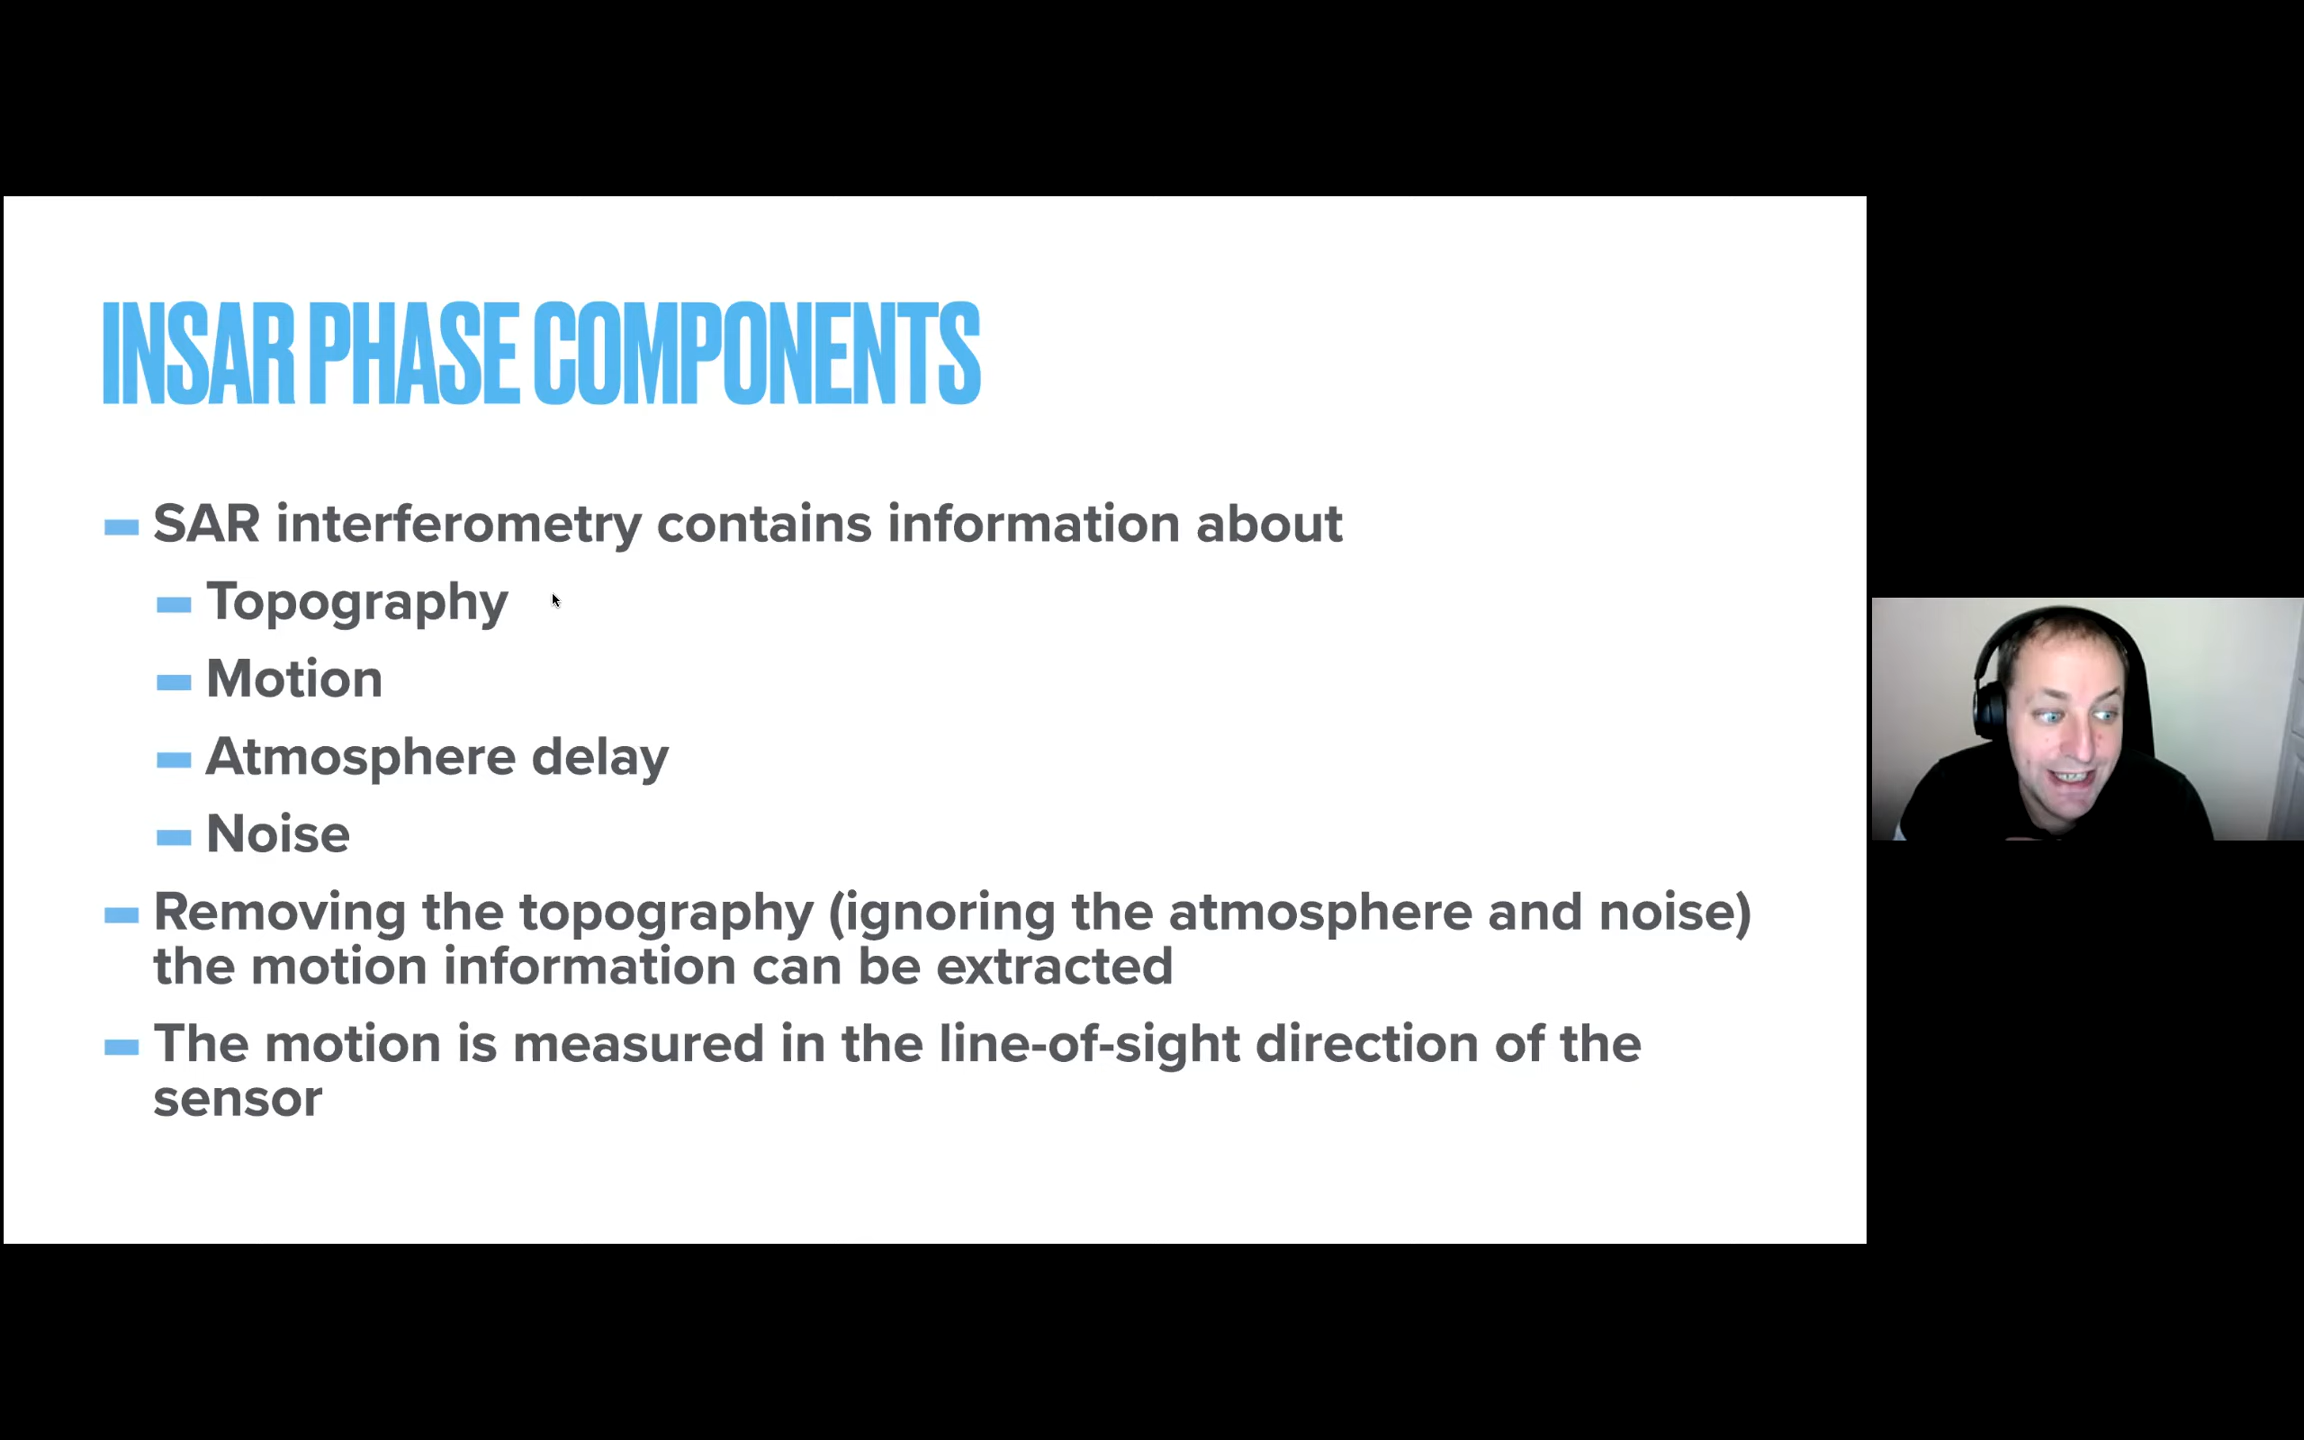 INSAR PHASE COMPONENTS
SAR interferometry contains information about
Topography
Motion
Atmosphere delay
Noise
Removing the topography (ignoring the atmosphere and noise)
the motion information can be extracted
The motion is measured in the line-of-sight direction of the
sensor